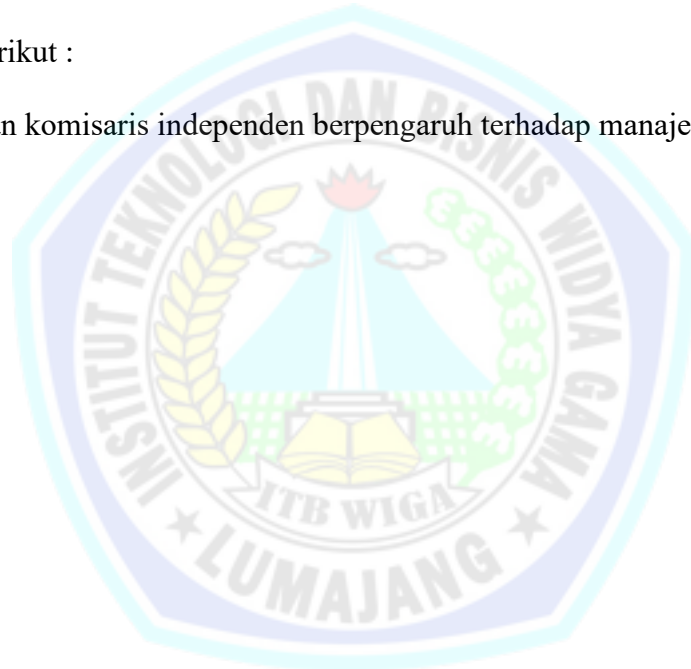 rikut :
n komisaris independen berpengaruh terhadap manaje
INSTITUT TEKNOLOGI DAN BISNIS WIDYA GAMA
ITB WIGA
LUMAJANG